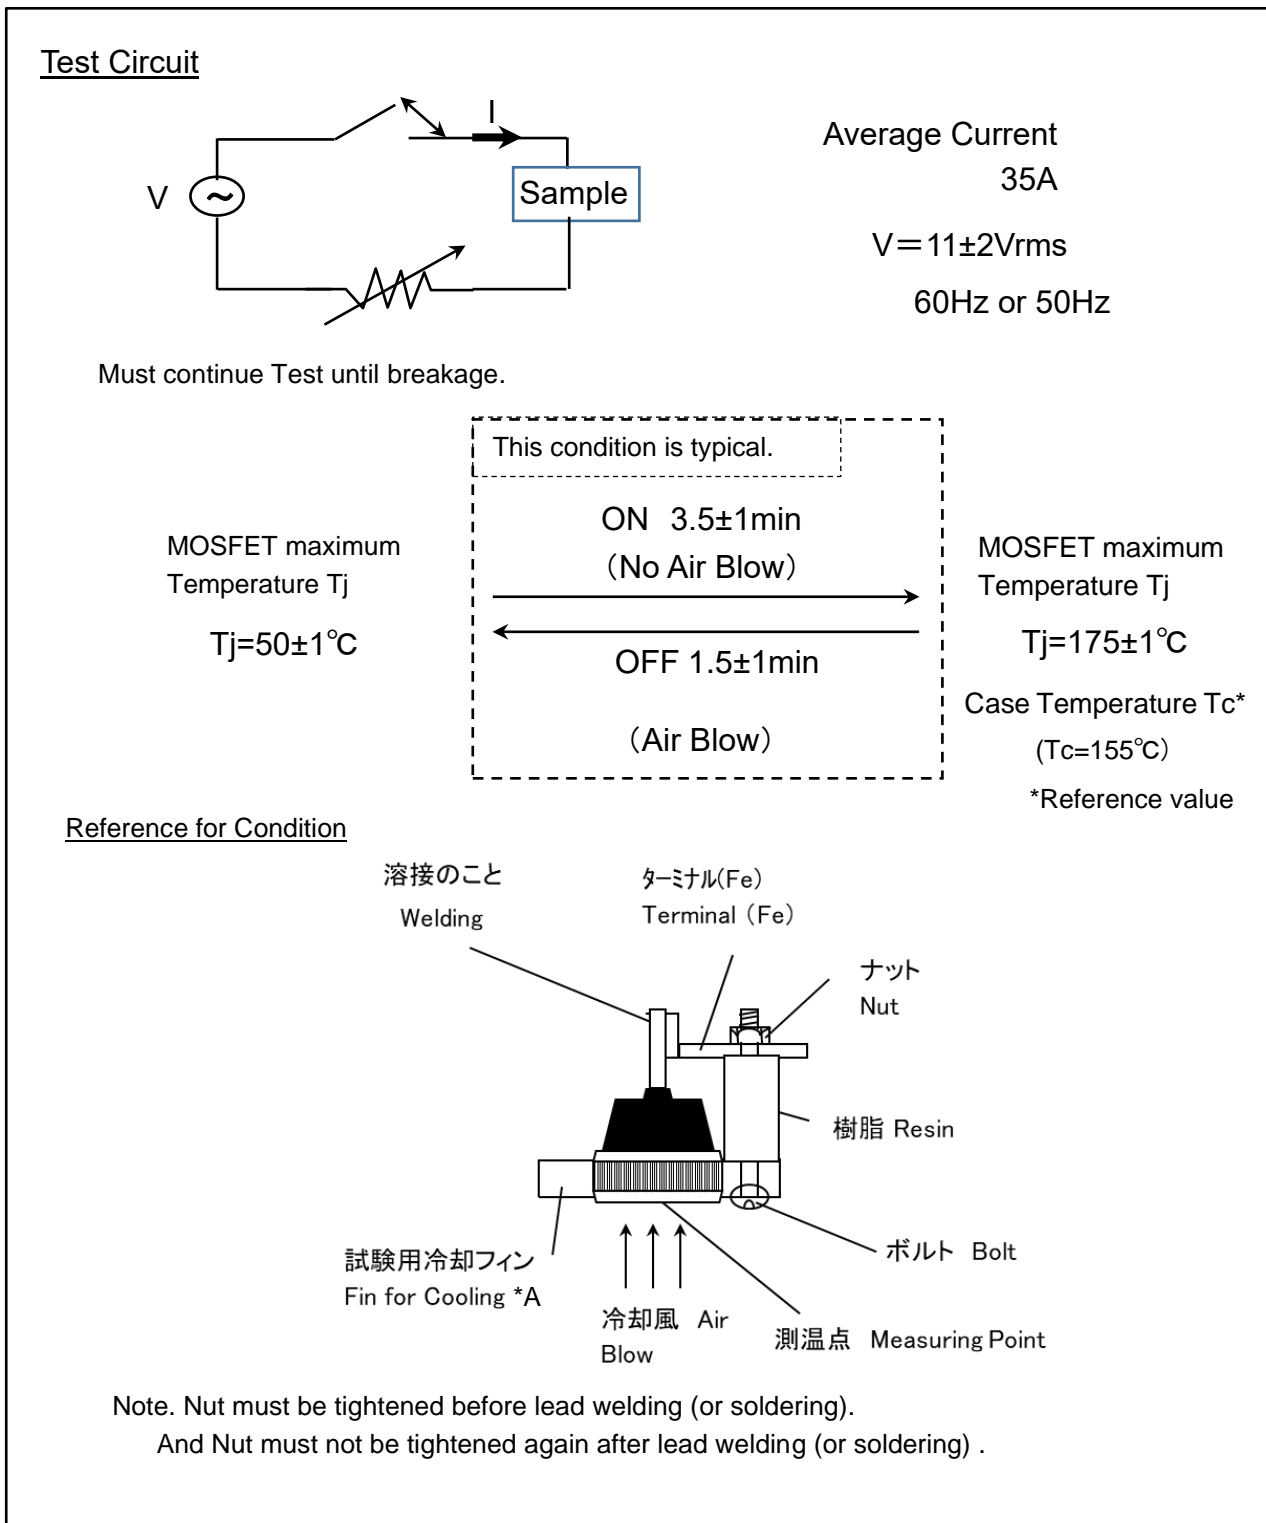 Test Circuit
I
V
～
Sample
Average Current
35A
V＝11±2Vrms
60Hz or 50Hz
Must continue Test until breakage.
This condition is typical.
ON 3.5±1min
（No Air Blow）
MOSFET maximum
Temperature Tj
Tj=50±1℃
OFF 1.5±1min
（Air Blow）
MOSFET maximum
Temperature Tj
Tj=175±1℃
Case Temperature Tc*
(Tc=155℃）
*Reference value
Reference for Condition
溶接のこと
Welding
ﾀｰﾐﾅﾙ(Fe)
Terminal（Fe）
ナット
Nut
樹脂 Resin
ボルト Bolt
試験用冷却フィン
Fin for Cooling *A
冷却風 Air
Blow
測温点 Measuring Point
Note. Nut must be tightened before lead welding (or soldering).
And Nut must not be tightened again after lead welding (or soldering) .